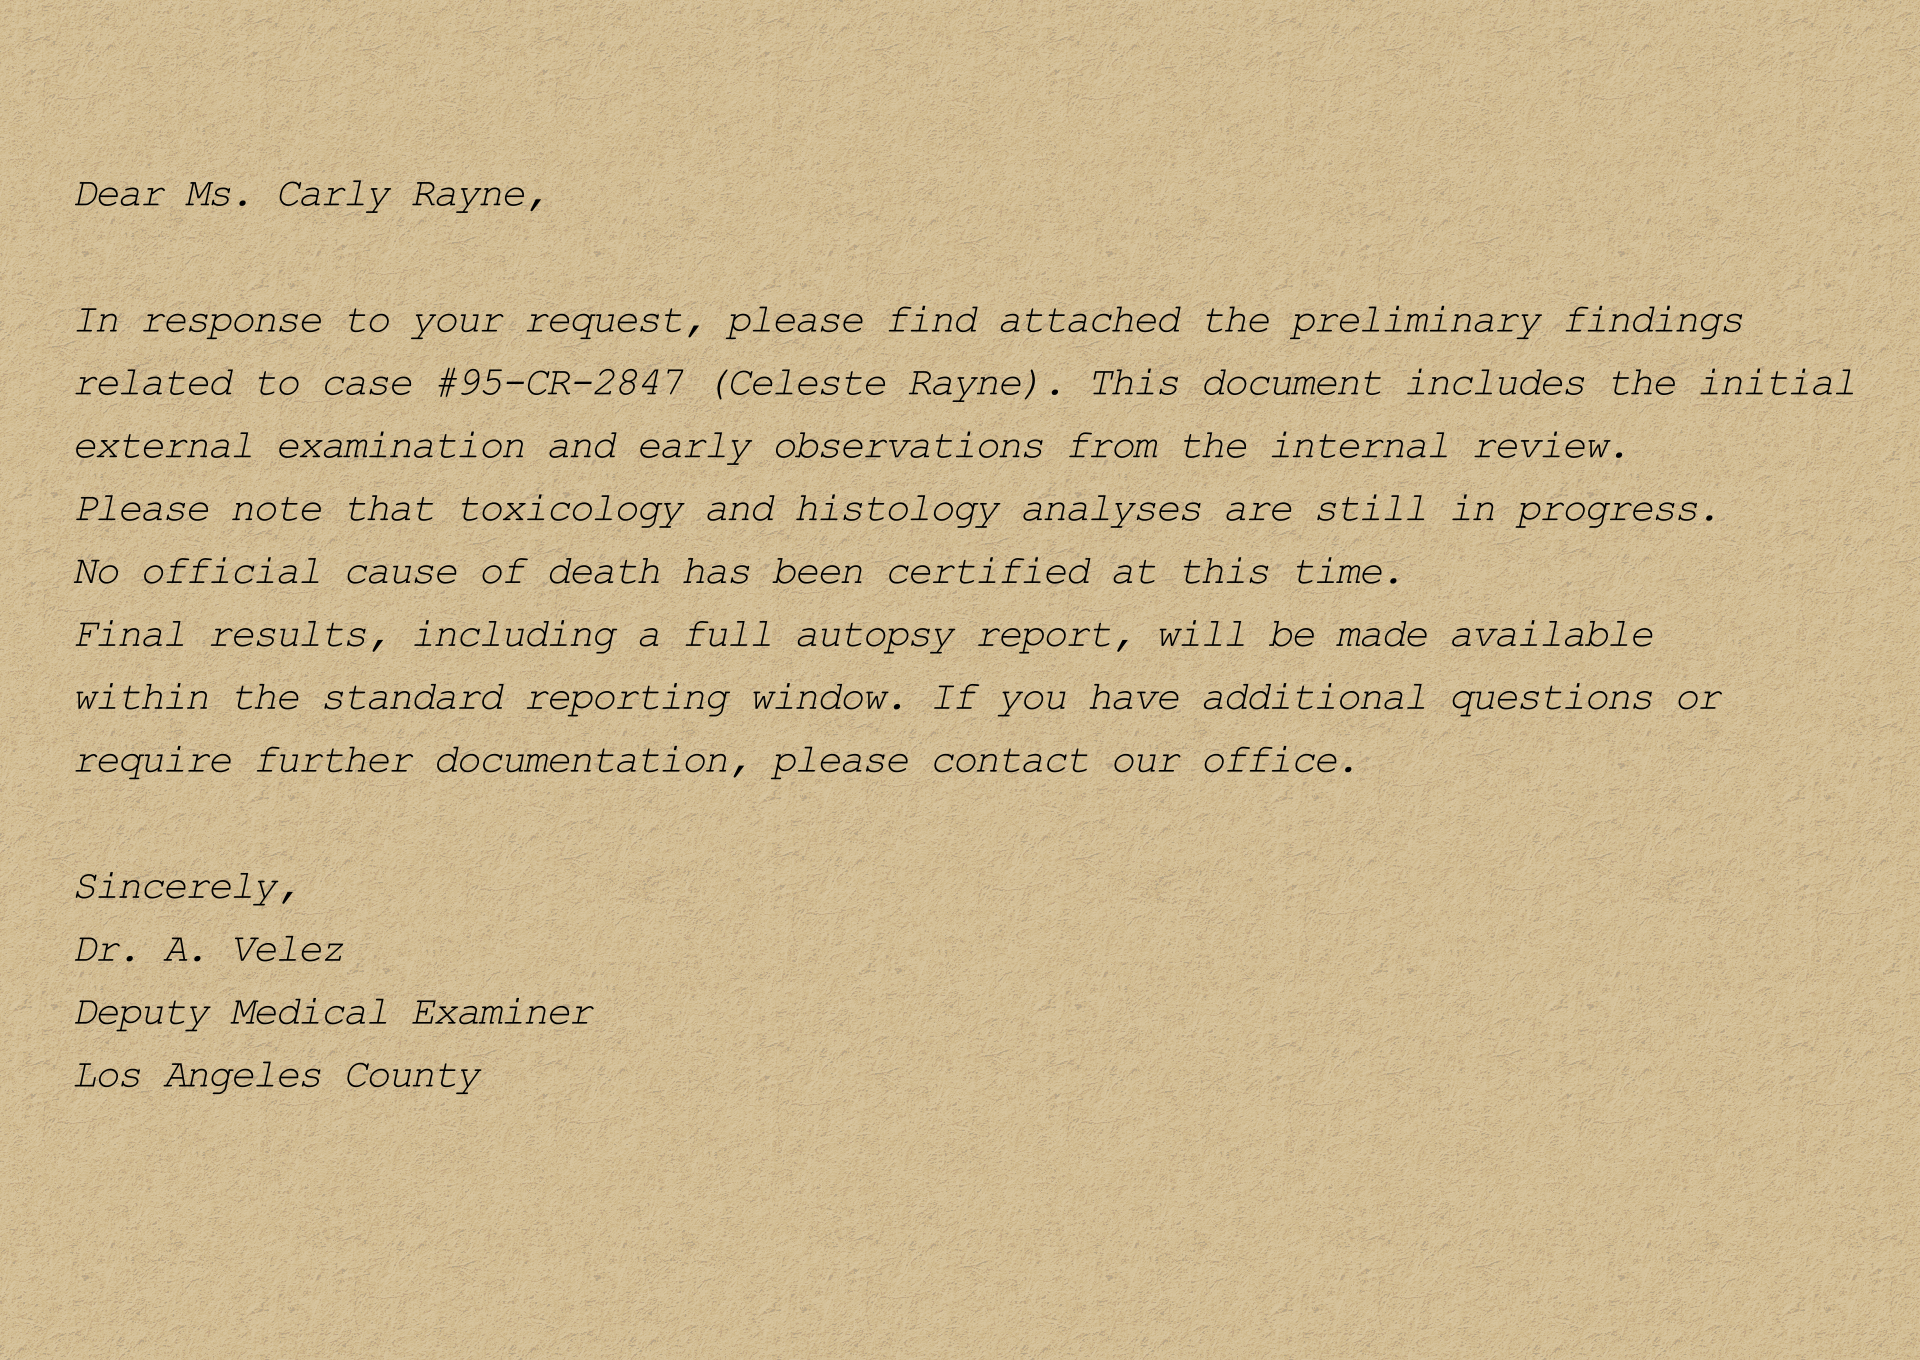 Dear Ms. Carly Rayne,
In response to your request, please find attached the preliminary findings
related to case #95-CR-2847 (Celeste Rayne). This document includes the initial
external examination and early observations from the internal review.
Please note that toxicology and histology analyses are still in progress.
No official cause of death has been certified at this time.
Final results, including a full autopsy report, will be made available
within the standard reporting window. If you have additional questions or
require further documentation, please contact our office.
Sincerely,
Dr. A. Velez
Deputy Medical Examiner
Los Angeles County